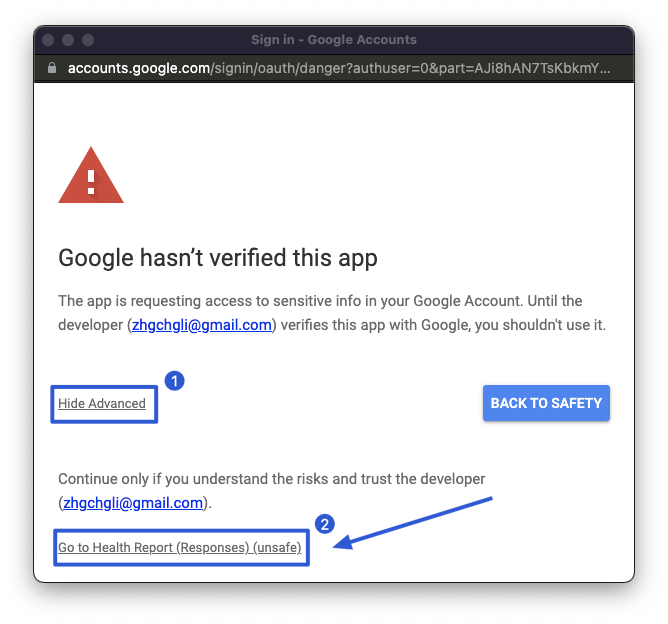 Sign in - Google Accounts
accounts.google.com/signin/oauth/danger?authuser=0&part=AJi8hAN7TsKbkmY...
Google hasn’t verified this app
The app is requesting access to sensitive info in your Google Account. Until the
developer (zhgchgli@gmail.com) verifies this app with Google, you shouldn't use it.
1
Hide Advanced
BACK TO SAFETY
Continue only if you understand the risks and trust the developer
(zhgchgli@gmail.com).
2
Go to Health Report (Responses) (unsafe)